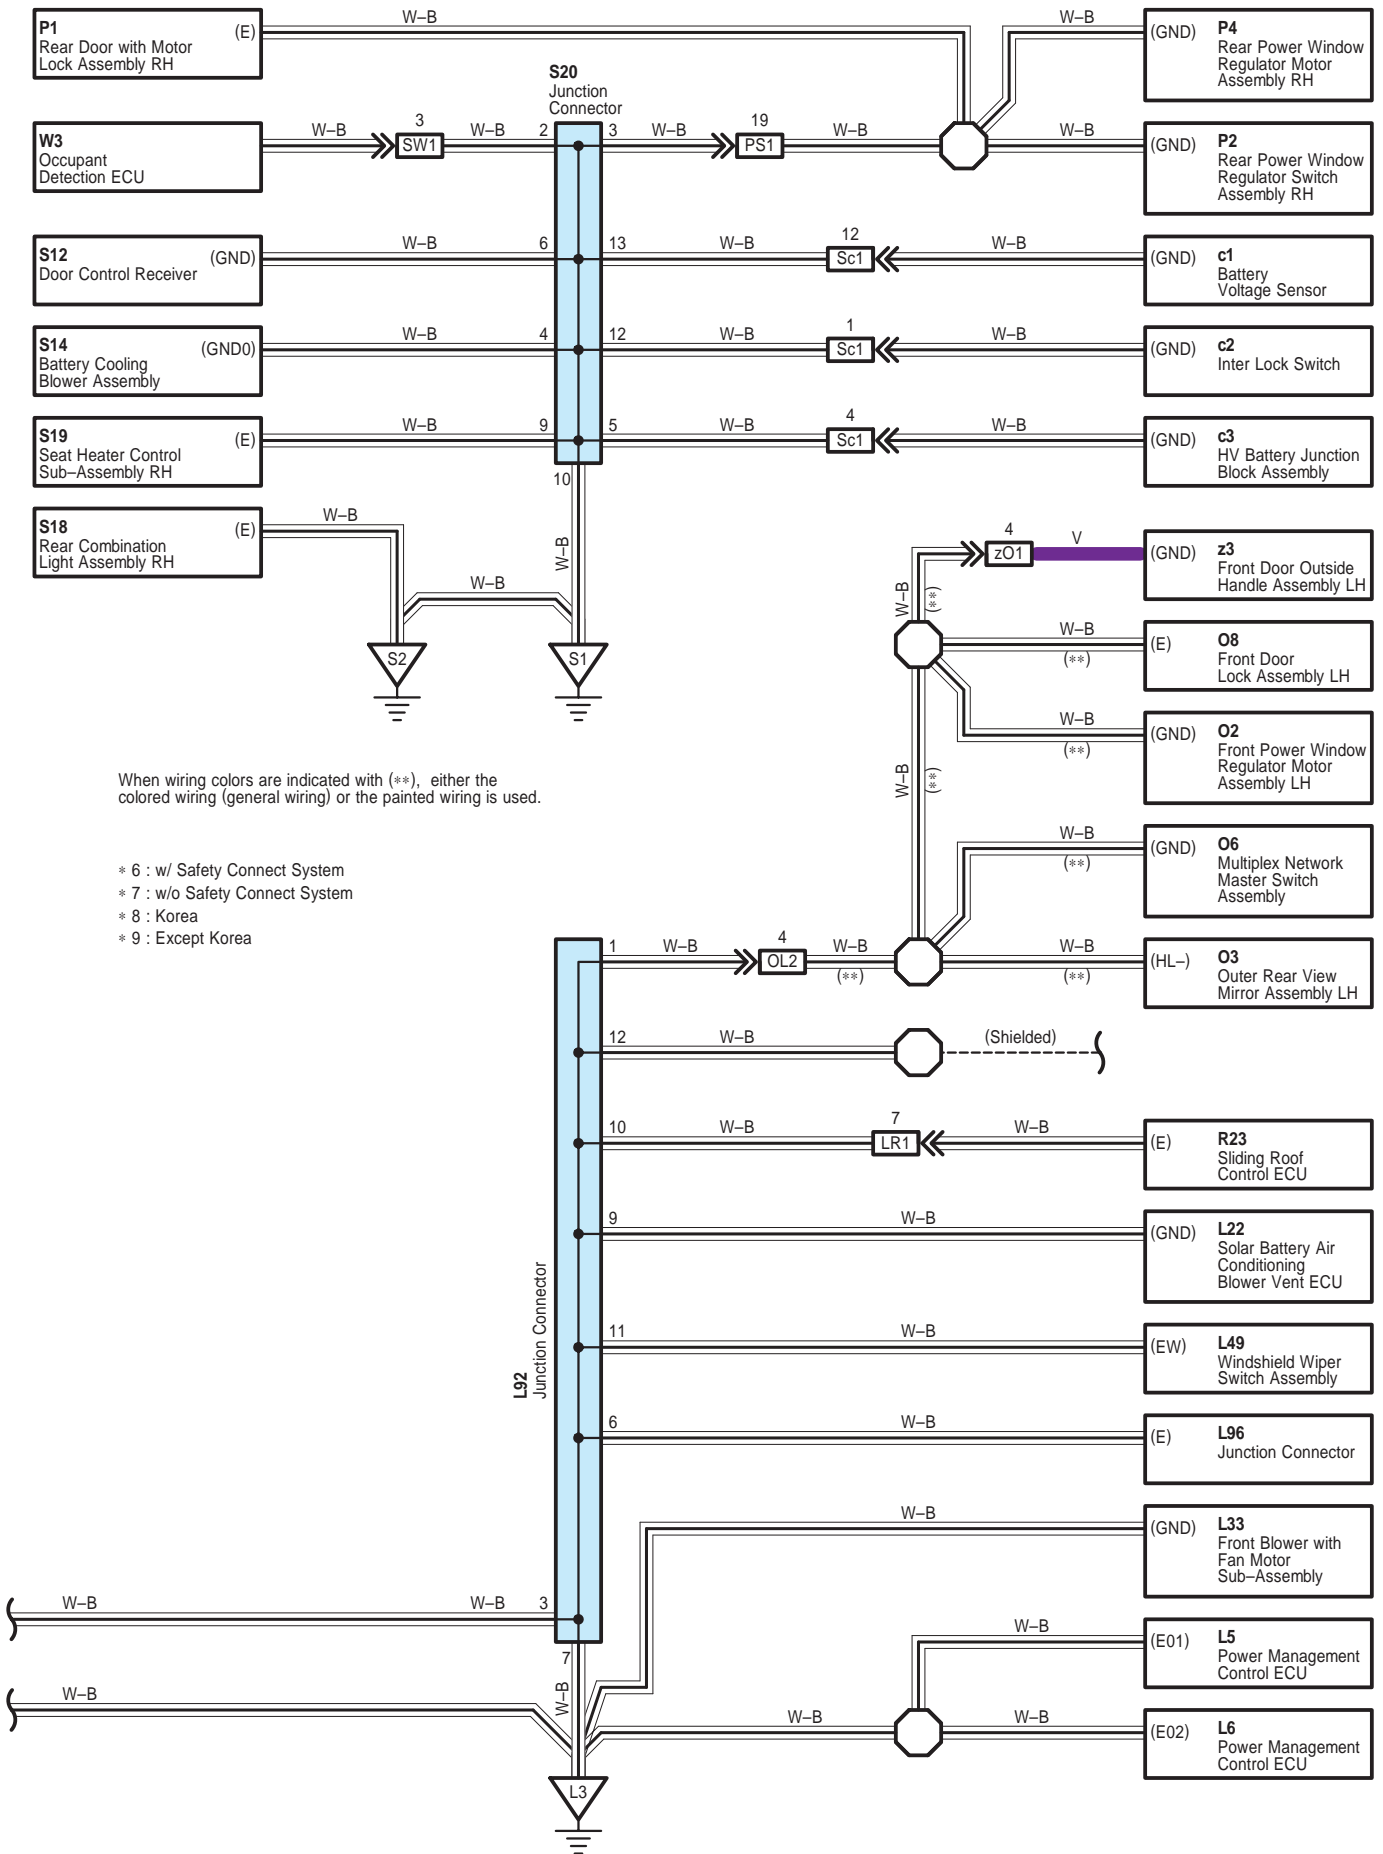 P1
(E)
Rear Door with Motor
Lock Assembly RH
W–B
W–B
(GND)
P4
Rear Power Window
Regulator Motor
Assembly RH
S20
Junction
Connector
W3
Occupant
Detection ECU
W–B
3
SW1
W–B
2
3
W–B
19
PS1
W–B
W–B
(GND)
P2
Rear Power Window
Regulator Switch
Assembly RH
S12
(GND)
Door Control Receiver
W–B
6
13
W–B
12
Sc1
W–B
(GND)
c1
Battery
Voltage Sensor
S14
(GND0)
Battery Cooling
Blower Assembly
W–B
4
12
W–B
1
Sc1
W–B
(GND)
c2
Inter Lock Switch
S19
(E)
Seat Heater Control
Sub–Assembly RH
W–B
9
5
W–B
4
Sc1
W–B
(GND)
c3
HV Battery Junction
Block Assembly
10
W–B
S18
(E)
Rear Combination
Light Assembly RH
W–B
W–B
S2
S1
4
zO1
V
(GND)
z3
Front Door Outside
Handle Assembly LH
W–B
(**)
W–B
(**)
(E)
O8
Front Door
Lock Assembly LH
W–B
(**)
(GND)
O2
Front Power Window
Regulator Motor
Assembly LH
W–B
(**)
When wiring colors are indicated with (**), either the
colored wiring (general wiring) or the painted wiring is used.
W–B
(**)
(GND)
O6
Multiplex Network
Master Switch
Assembly
* 6 : w/ Safety Connect System
* 7 : w/o Safety Connect System
* 8 : Korea
* 9 : Except Korea
1
W–B
4
OL2
W–B
(**)
W–B
(**)
(HL–)
O3
Outer Rear View
Mirror Assembly LH
12
W–B
(Shielded)
10
W–B
7
LR1
W–B
(E)
R23
Sliding Roof
Control ECU
9
W–B
(GND)
L22
Solar Battery Air
Conditioning
Blower Vent ECU
L92
Junction Connector
11
W–B
(EW)
L49
Windshield Wiper
Switch Assembly
6
W–B
(E)
L96
Junction Connector
W–B
(GND)
L33
Front Blower with
Fan Motor
Sub–Assembly
W–B
W–B
3
W–B
(E01)
L5
Power Management
Control ECU
7
W–B
W–B
W–B
W–B
(E02)
L6
Power Management
Control ECU
L3